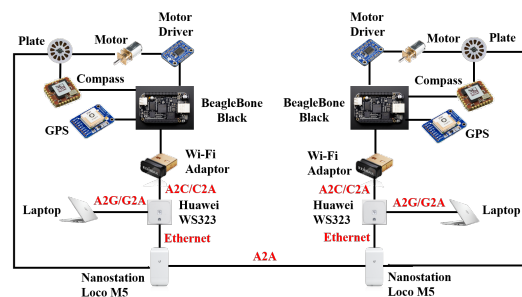 Motor
Driver
Plate
Motor
Compass
GPS
BeagleBone
Black
Wi-Fi
Adaptor
A2C/C2A
A2G/G2A
Laptop
Huawei
WS323
Ethernet
Nanostation
Loco M5
A2A
Motor
Driver
Motor
Plate
Compass
BeagleBone
Black
GPS
Wi-Fi
Adaptor
A2C/C2A
A2G/G2A
Huawei
WS323
Laptop
Ethernet
Nanostation
Loco M5